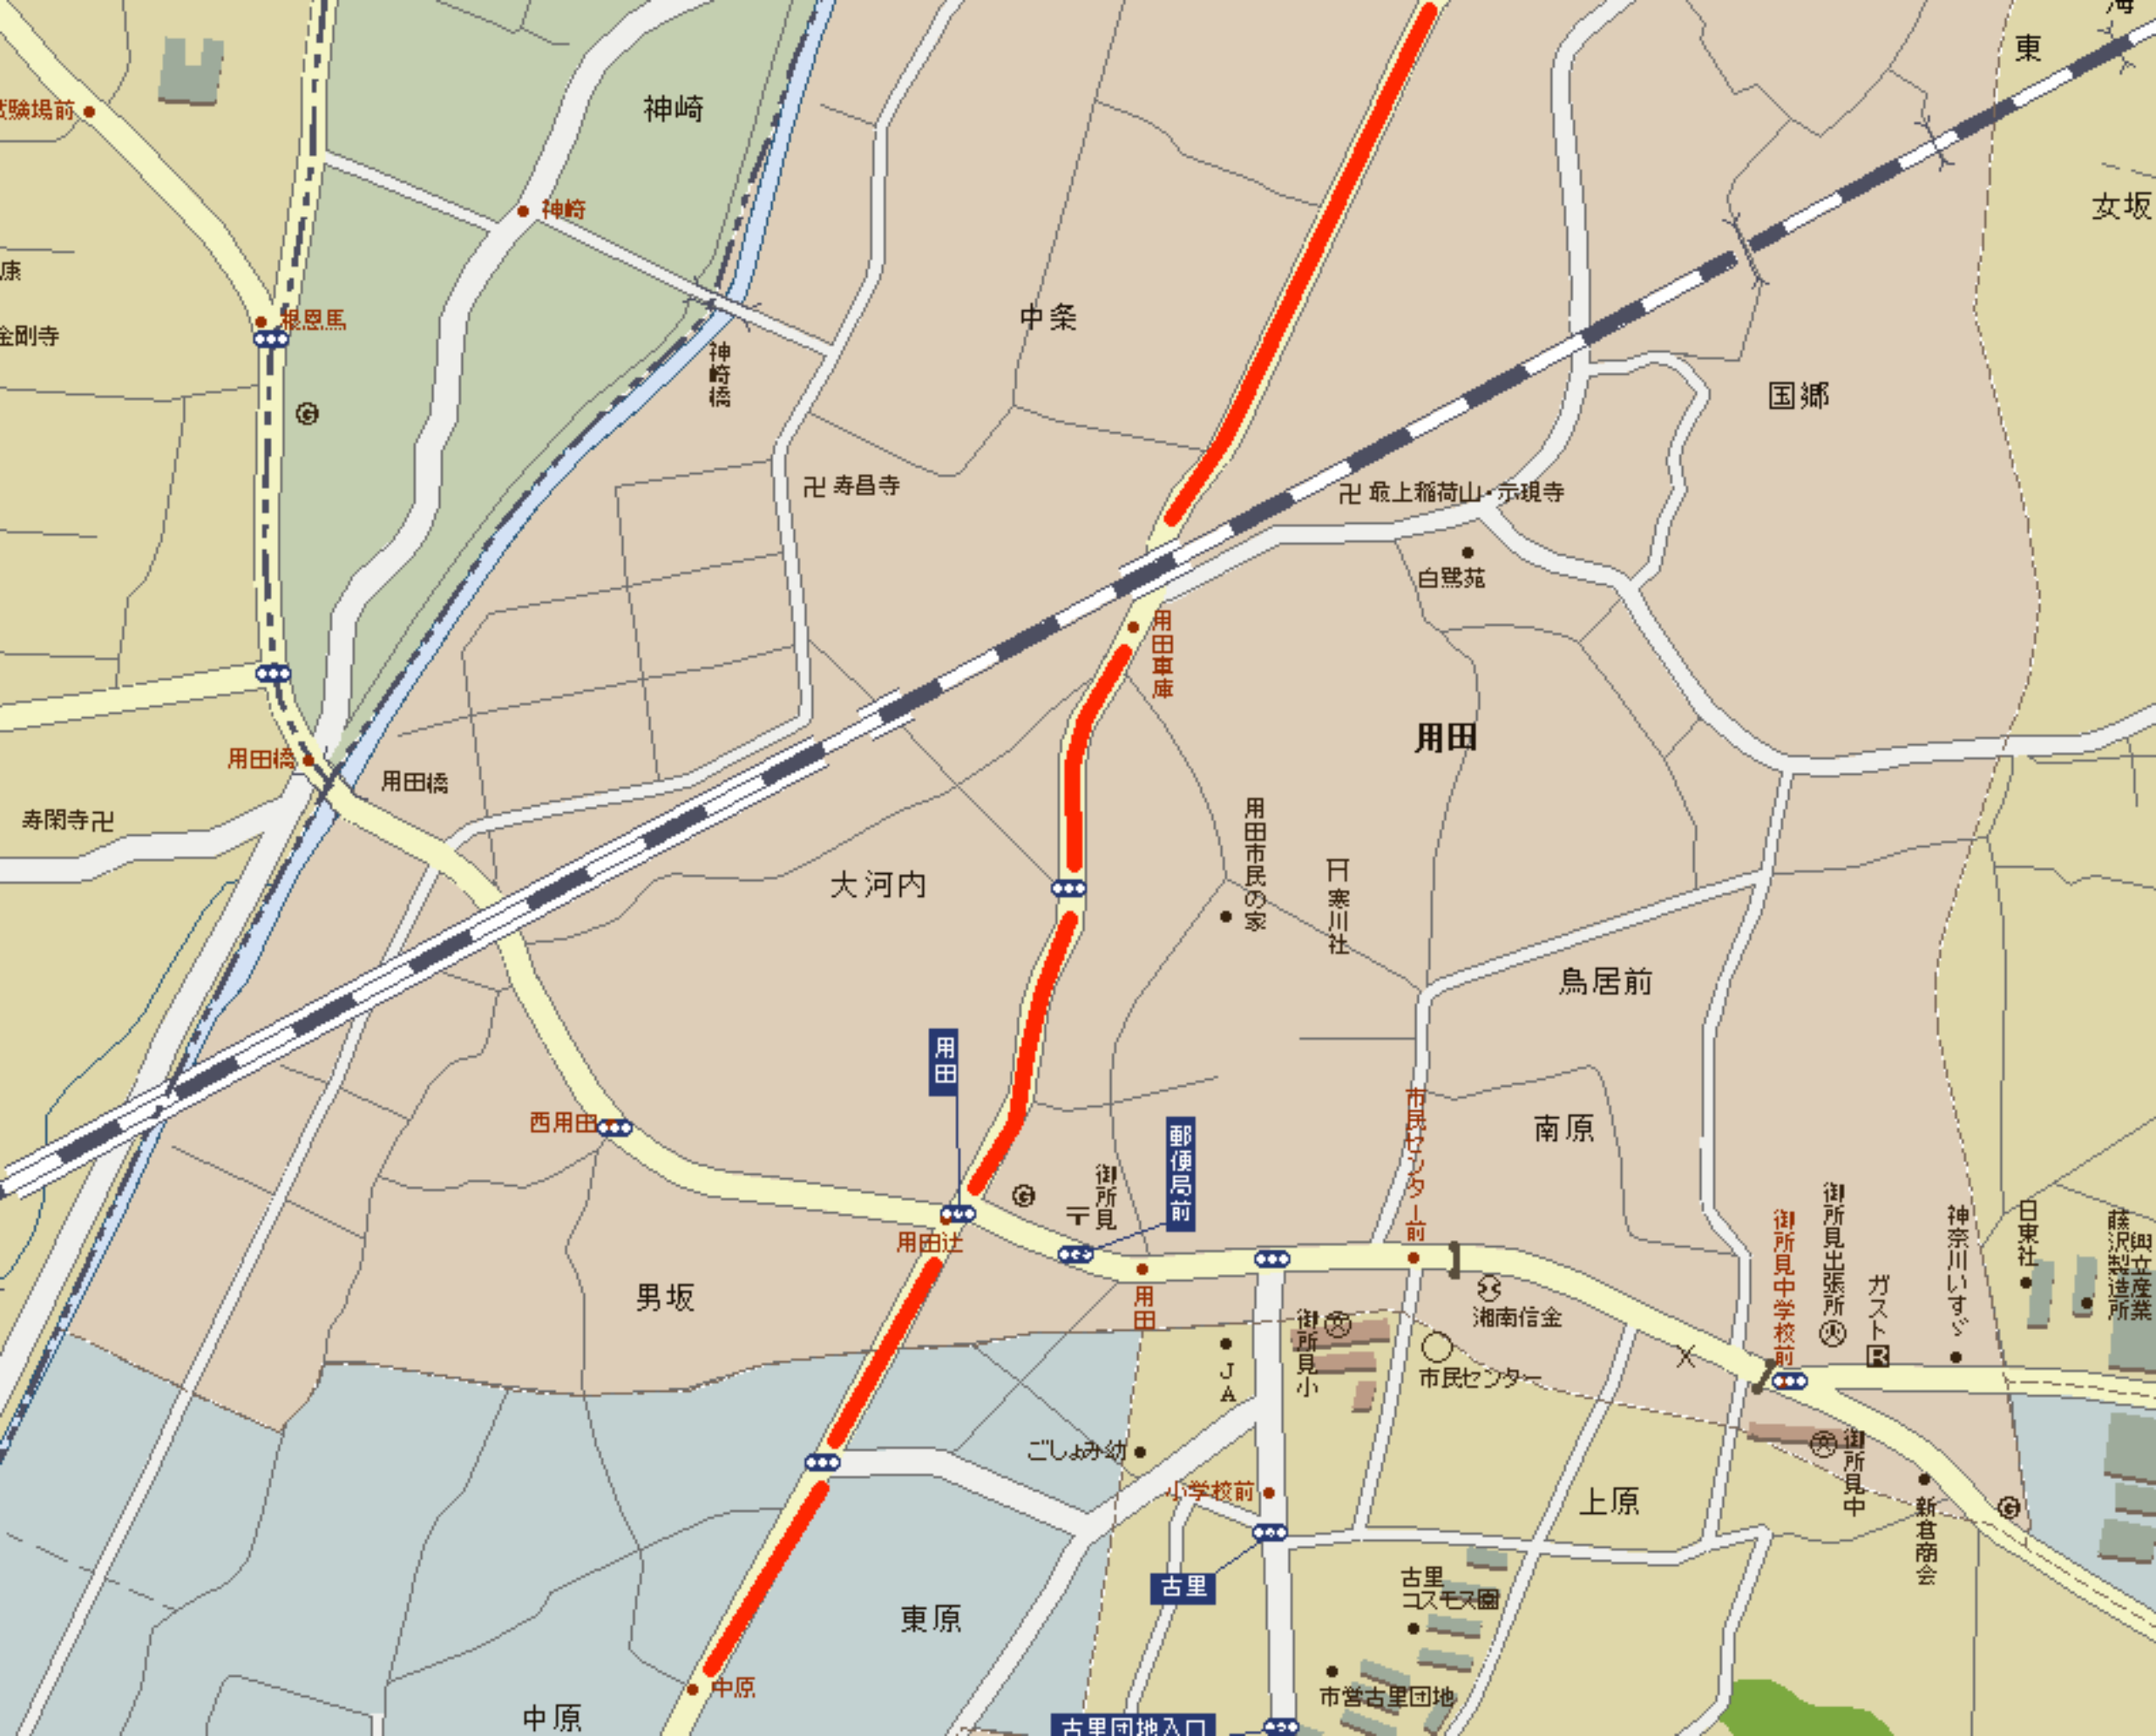 東
女坂
神崎
試験場前
神崎
康
中条
根恩馬
金剛寺
神崎橋
国郷
卍寿昌寺
卍最上稲荷山・示現寺
白鷺苑
用田車庫
用田
用田橋
用田橋
寿閑寺卍
用田市民の家
大河内
寒川社
鳥居前
用田
西用田
市民センター前
南原
郵便局前
御所見
〒
用田辻
男坂
用田
御所見中学校前
御所見出張所
ガスト
R
神奈川いすゞ
日東社
藤沢製造所
興立産業
湘南信金
御所見小
市民センター
JA
ごしょみ幼
小学校前
上原
御所見中
新倉商会
古里
古里
コスモス園
東原
中原
中原
市営古里団地
古里団地入口